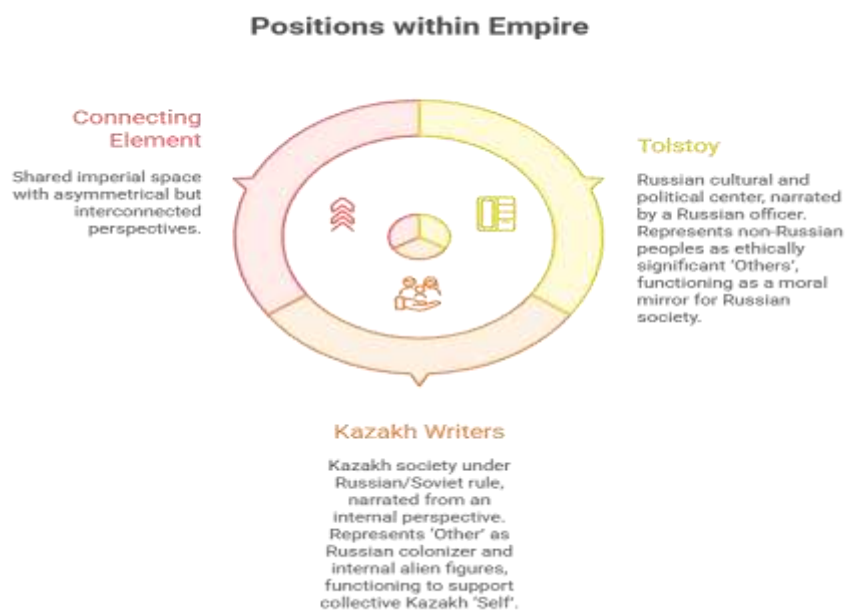 Positions within Empire
Connecting
Element
Shared imperial space
with asymmetrical but
interconnected
perspectives.
Tolstoy
Russian cultural and
political center, narrated
by a Russian officer.
Represents non-Russian
peoples as ethically
significant 'Others',
functioning as a moral
mirror for Russian
society.
Kazakh Writers
Kazakh society under
Russian/Soviet rule,
narrated from an
internal perspective.
Represents 'Other' as
Russian colonizer and
internal alien figures,
functioning to support
collective Kazakh 'Self'.